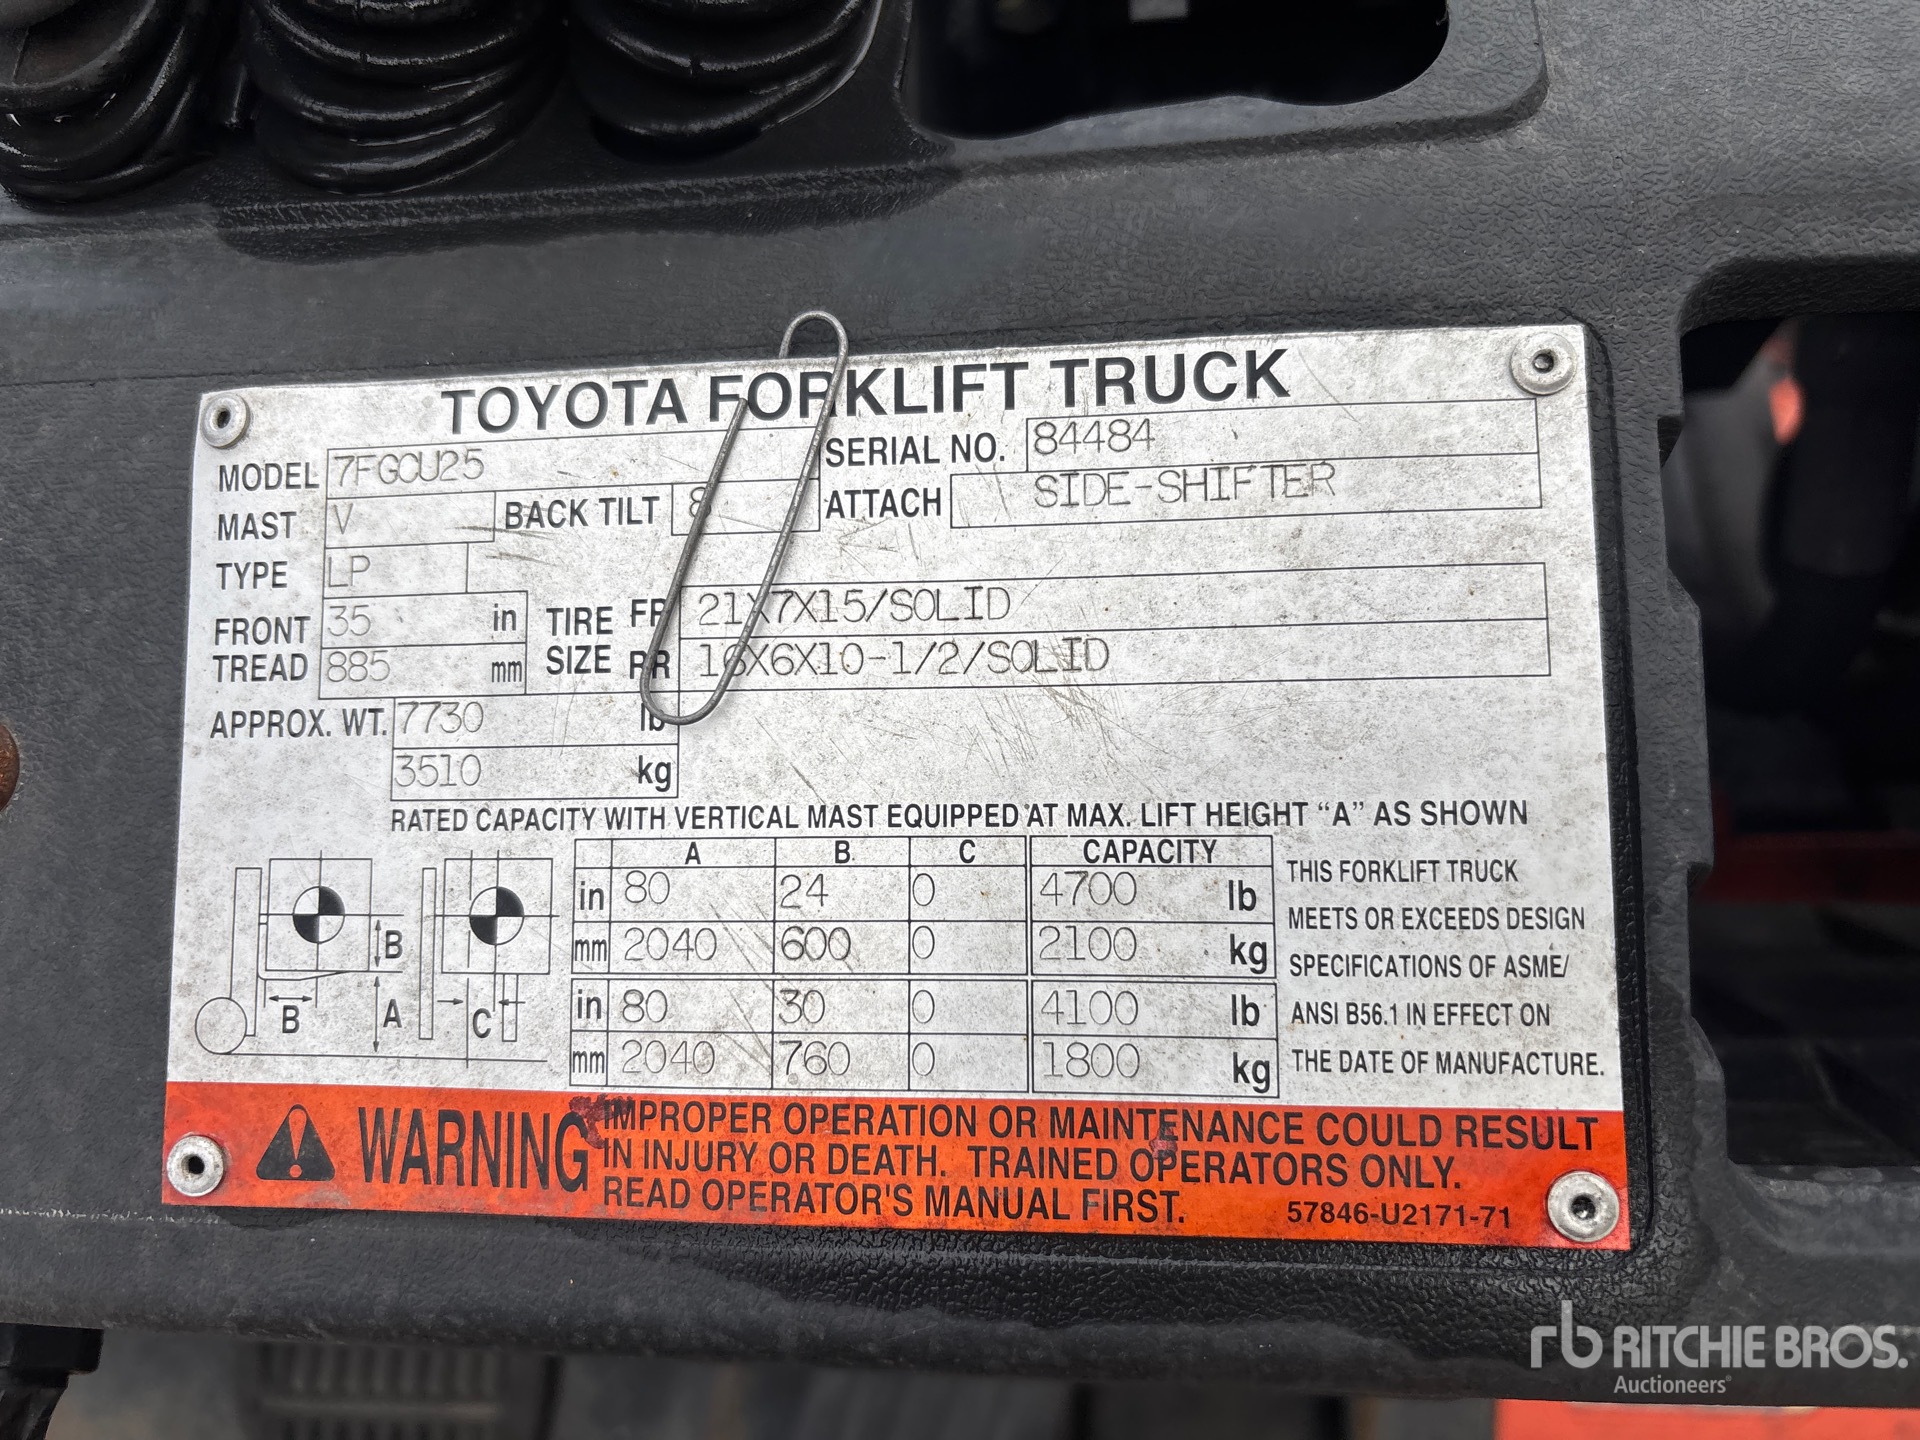 TOYOTA FORKLIFT TRUCK
MODEL 7FGCU25 SERIAL NO. 84484
MAST V BACK TILT 8 ATTACH SIDE-SHIFTER
TYPE LP
FRONT TREAD 35 in TIRE SIZE FR 21X7X15/SOLID
885 mm RR 16X6X10-1/2/SOLID
APPROX. WT. 7730 lb
3510 kg
RATED CAPACITY WITH VERTICAL MAST EQUIPPED AT MAX. LIFT HEIGHT “A” AS SHOWN
A B C CAPACITY
in 80 24 0 4700 lb
mm 2040 600 0 2100 kg
in 80 30 0 4100 lb
mm 2040 760 0 1800 kg
B
B A C
THIS FORKLIFT TRUCK
MEETS OR EXCEEDS DESIGN
SPECIFICATIONS OF ASME/
ANSI B56.1 IN EFFECT ON
THE DATE OF MANUFACTURE.
WARNING
IMPROPER OPERATION OR MAINTENANCE COULD RESULT
IN INJURY OR DEATH. TRAINED OPERATORS ONLY.
READ OPERATOR'S MANUAL FIRST. 57846-U2171-71
rb RITCHIE BROS.
Auctioneers®